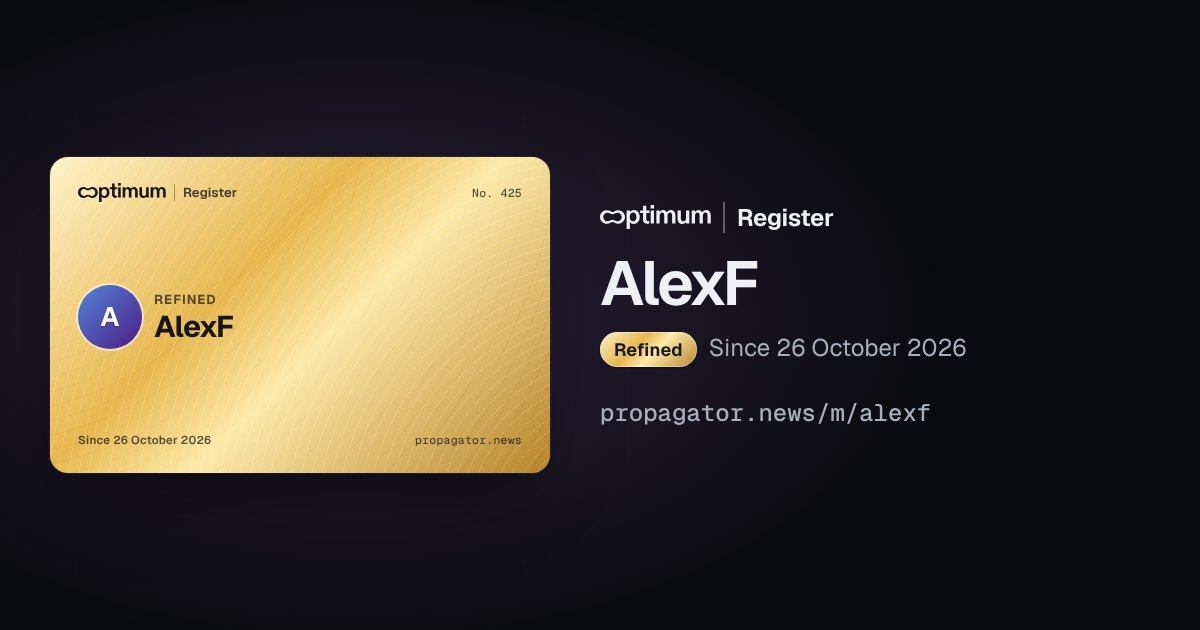 optimum | Register
No. 425
A
REFINED
AlexF
Since 26 October 2026
propagator.news
optimum | Register
AlexF
Refined
Since 26 October 2026
propagator.news/m/alexf